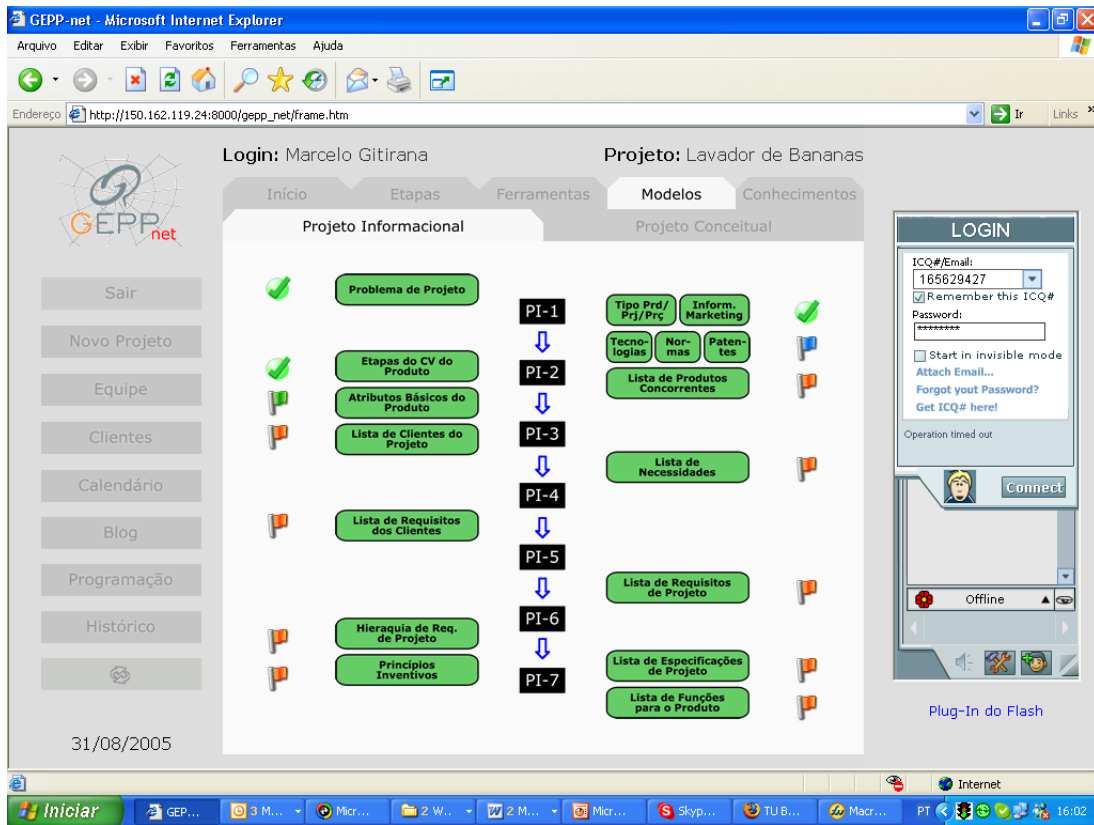 GEPP-net - Microsoft Internet Explorer
Arquivo Editar Exibir Favoritos Ferramentas Ajuda
Endereço http://150.162.119.24:8000/gepp_net/frame.htm Ir Links »
GEPP
net
Login: Marcelo Gitirana
Projeto: Lavador de Bananas
Início Etapas Ferramentas Modelos Conhecimentos
Projeto Informacional Projeto Conceitual
Sair
Novo Projeto
Equipe
Clientes
Calendário
Blog
Programação
Histórico
31/08/2005
Problema de Projeto
PI-1
Tipo Prd/
Prj/Prç
Inform.
Marketing
Tecno-
logias
Nor-
mas
Paten-
tes
Etapas do CV do
Produto
PI-2
Lista de Produtos
Concorrentes
Atributos Básicos do
Produto
Lista de Clientes do
Projeto
PI-3
Lista de
Necessidades
PI-4
Lista de Requisitos
dos Clientes
PI-5
Lista de Requisitos
de Projeto
PI-6
Hieraquia de Req.
de Projeto
Princípios
Inventivos
Lista de Especificações
de Projeto
PI-7
Lista de Funções
para o Produto
LOGIN
ICQ#/Email:
165629427
Remember this ICQ#
Password:
********
Start in invisible mode
Attach Email...
Forgot yout Password?
Get ICQ# here!
Operation timed out
Connect
Offline
Plug-In do Flash
Internet
Iniciar GEP... 3 M... Micr... 2 W... 2 M... Micr... Skyp... TU B... Macr... PT 16:02